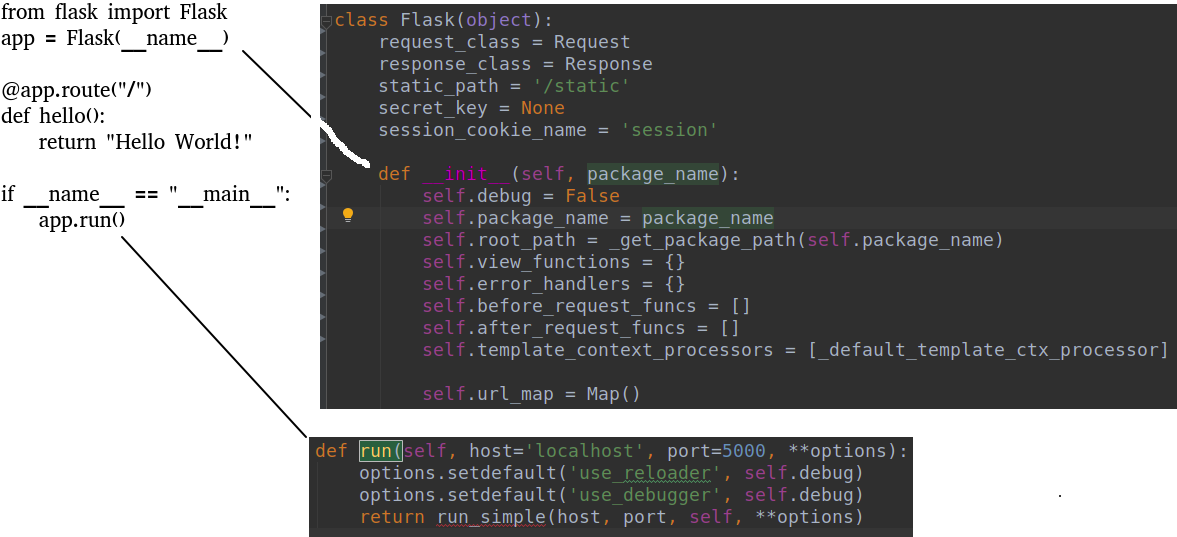 from flask import Flask
app = Flask(__name__)
@app.route("/")
def hello():
return "Hello World!"
if __name__ == "__main__":
app.run()
class Flask(object):
request_class = Request
response_class = Response
static_path = '/static'
secret_key = None
session_cookie_name = 'session'
def __init__(self, package_name):
self.debug = False
self.package_name = package_name
self.root_path = _get_package_path(self.package_name)
self.view_functions = {}
self.error_handlers = {}
self.before_request_funcs = []
self.after_request_funcs = []
self.template_context_processors = [_default_template_ctx_processor]
self.url_map = Map()
def run(self, host='localhost', port=5000, **options):
options.setdefault('use_reloader', self.debug)
options.setdefault('use_debugger', self.debug)
return run_simple(host, port, self, **options)